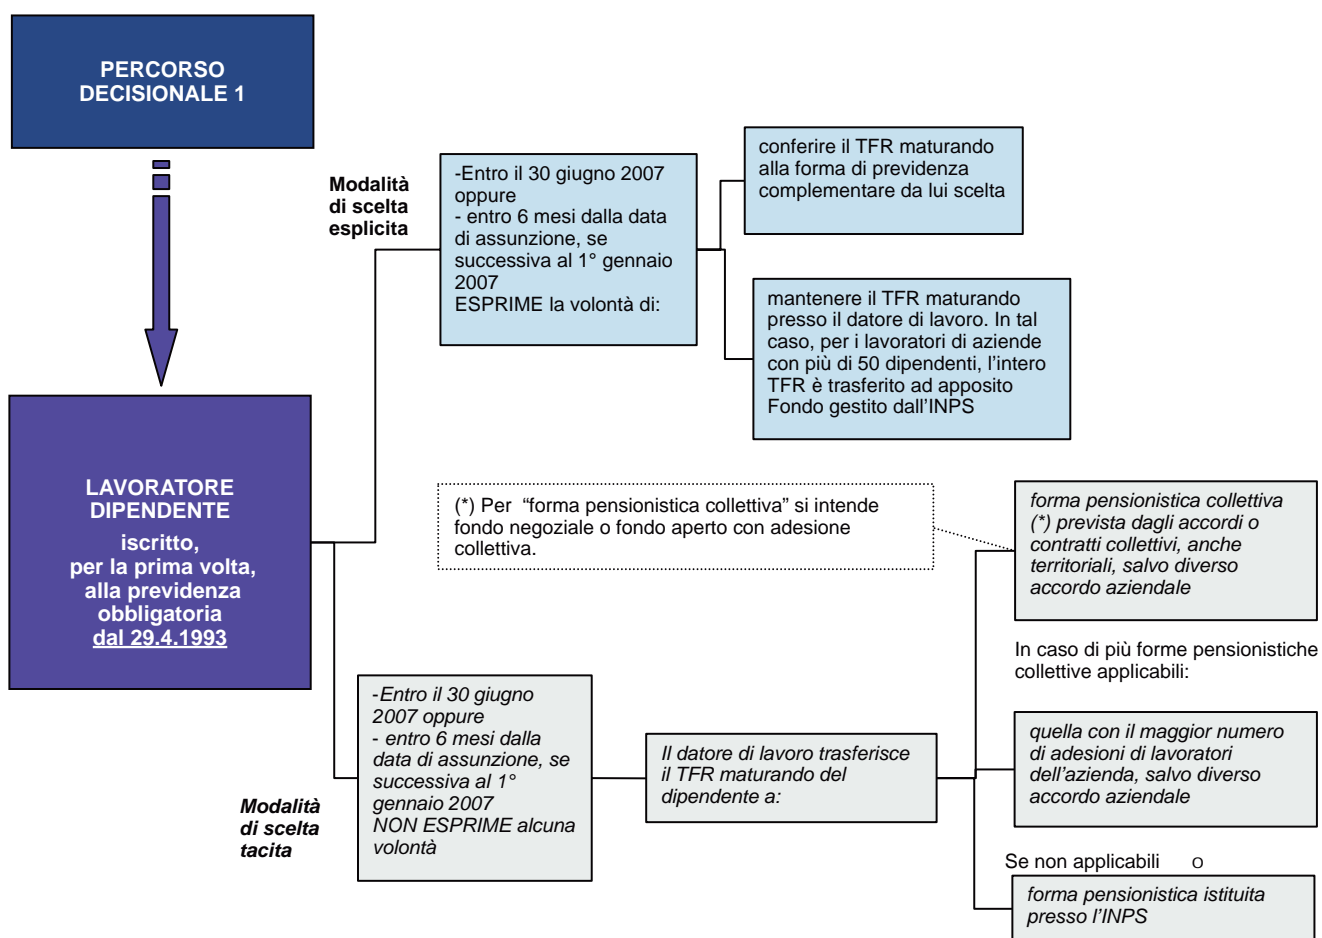 PERCORSO
DECISIONALE 1
Modalità
di scelta
esplicita
-Entro il 30 giugno 2007
oppure
- entro 6 mesi dalla data
di assunzione, se
successiva al 1° gennaio
2007
ESPRIME la volontà di:
conferire il TFR maturando
alla forma di previdenza
complementare da lui scelta
mantenere il TFR maturando
presso il datore di lavoro. In tal
caso, per i lavoratori di aziende
con più di 50 dipendenti, l'intero
TFR è trasferito ad apposito
Fondo gestito dall'INPS
LAVORATORE
DIPENDENTE
iscritto,
per la prima volta,
alla previdenza
obbligatoria
dal 29.4.1993
(*) Per “forma pensionistica collettiva” si intende
fondo negoziale o fondo aperto con adesione
collettiva.
forma pensionistica collettiva
(*) prevista dagli accordi o
contratti collettivi, anche
territoriali, salvo diverso
accordo aziendale
In caso di più forme pensionistiche
collettive applicabili:
Modalità
di scelta
tacita
-Entro il 30 giugno
2007 oppure
- entro 6 mesi dalla
data di assunzione, se
successiva al 1°
gennaio 2007
NON ESPRIME alcuna
volontà
Il datore di lavoro trasferisce
il TFR maturando del
dipendente a:
quella con il maggior numero
di adesioni di lavoratori
dell'azienda, salvo diverso
accordo aziendale
Se non applicabili o
forma pensionistica istituita
presso l'INPS